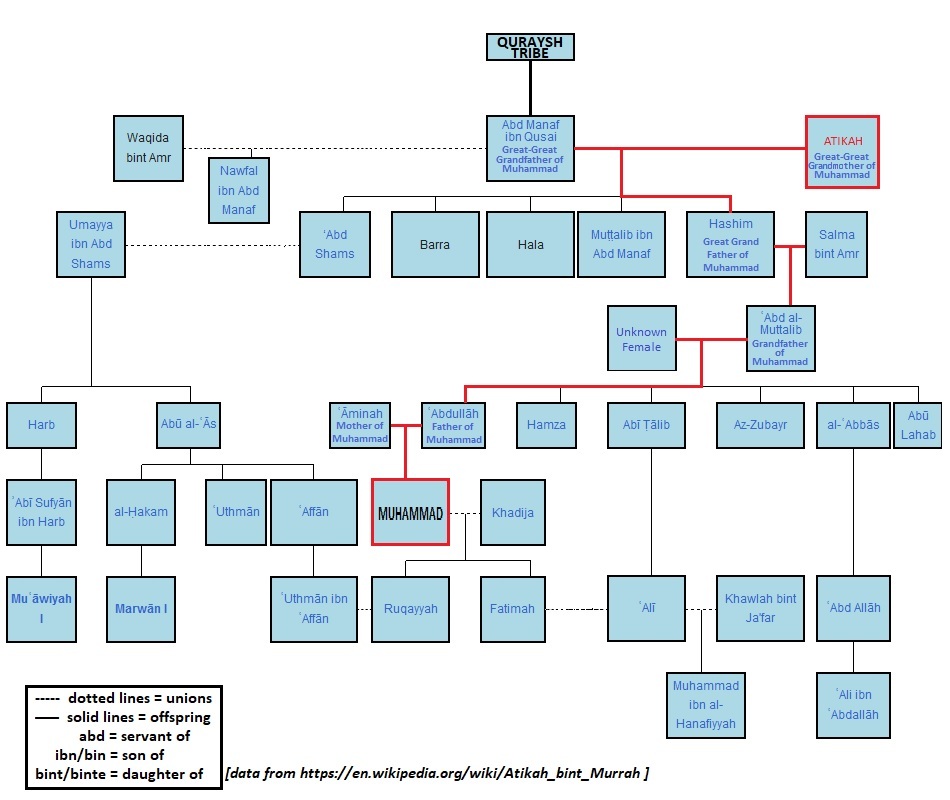 QURAYSH
TRIBE
Waqida
bint Amr
Abd Manaf
ibn Qusai
Great-Great
Grandfather of
Muhammad
ATIKAH
Great-Great
Grandmother of
Muhammad
Nawfal
ibn Abd
Manaf
Umayya
ibn Abd
Shams
ʿAbd
Shams
Barra
Hala
Muṭṭalib ibn
Abd Manaf
Hashim
Great Grand
Father of
Muhammad
Salma
bint Amr
Unknown
Female
ʿAbd al-
Muttalib
Grandfather
of
Muhammad
Harb
Abū al-ʿĀs
ʿĀminah
Mother of
Muhammad
ʿAbdullāh
Father of
Muhammad
Hamza
Abī Ṭālib
Az-Zubayr
al-ʿAbbās
Abū
Lahab
ʾAbī Sufyān
ibn Harb
al-Ḥakam
ʿUthmān
ʿAffān
MUHAMMAD
Khadija
Muʿāwiyah
I
Marwān I
ʿUthmān ibn
ʿAffān
Ruqayyah
Fatimah
ʿAlī
Khawlah bint
Ja'far
ʿAbd Allāh
Muhammad
ibn al-
Hanafiyyah
ʿAli ibn
ʿAbdallāh
----- dotted lines = unions
— solid lines = offspring
abd = servant of
ibn/bin = son of
bint/binte = daughter of
[data from https://en.wikipedia.org/wiki/Atikah_bint_Murrah ]